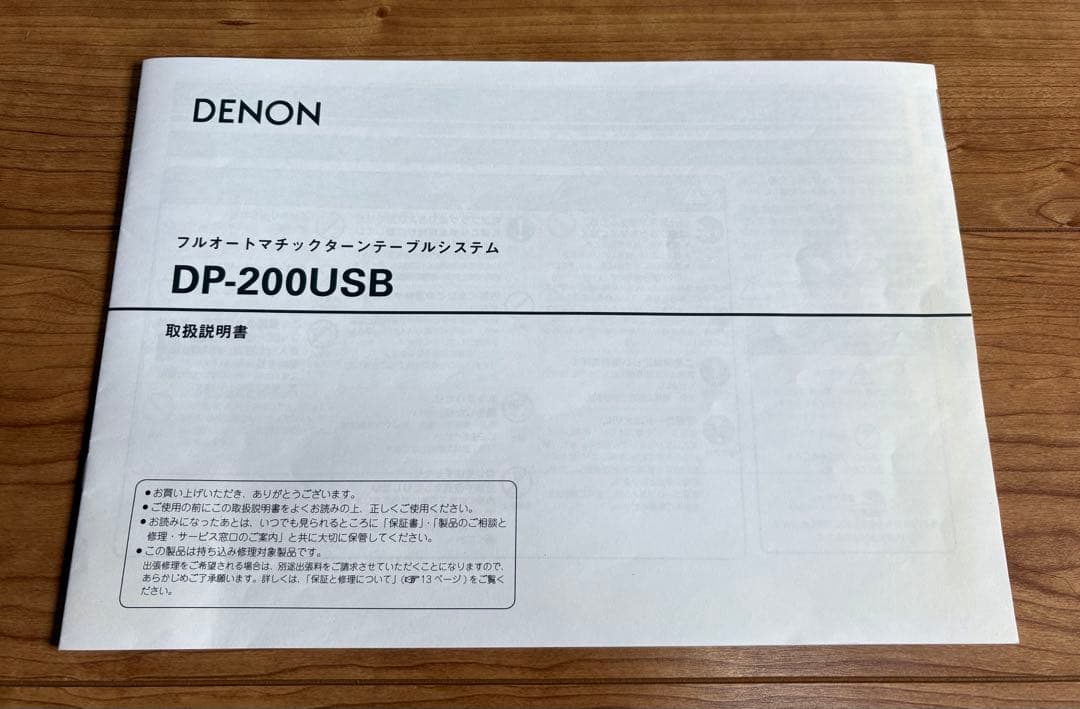 DENON
フルオートマチックターンテーブルシステム
DP-200USB
取扱説明書
●お買い上げいただき、ありがとうございます。
●ご使用の前にこの取扱説明書をよくお読みの上、正しくご使用ください。
●お読みになったあとは、いつでも見られるところに「保証書」・「製品のご相談と
修理・サービス窓口のご案内」と共に大切に保管してください。
●この製品は持ち込み修理対象製品です。
出張修理をご希望される場合は、別途出張料をご請求させていただくことになりますので、
あらかじめご了承願います。詳しくは、「保証と修理について」(☞13ページ)をご覧く
ださい。